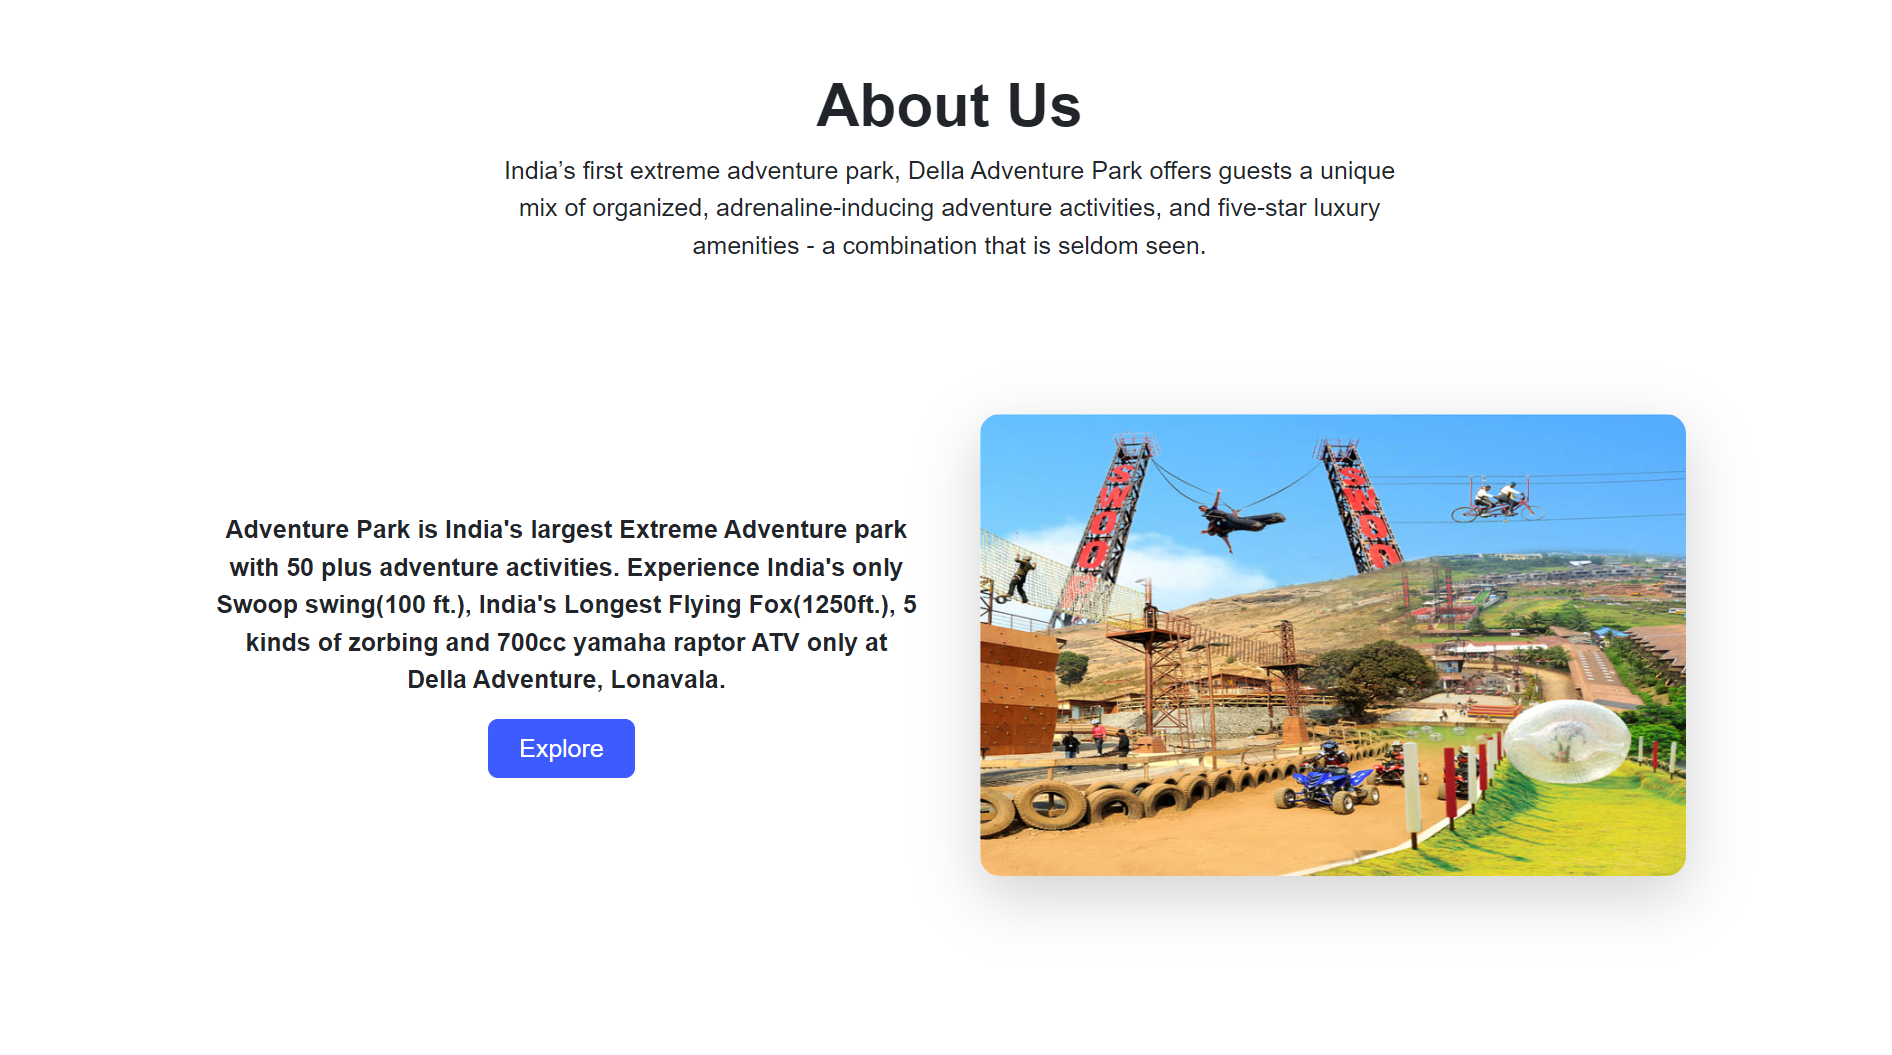 About Us
India’s first extreme adventure park, Della Adventure Park offers guests a unique
mix of organized, adrenaline-inducing adventure activities, and five-star luxury
amenities - a combination that is seldom seen.
Adventure Park is India's largest Extreme Adventure park
with 50 plus adventure activities. Experience India's only
Swoop swing(100 ft.), India's Longest Flying Fox(1250ft.), 5
kinds of zorbing and 700cc yamaha raptor ATV only at
Della Adventure, Lonavala.
Explore
SWOOP
SWOO